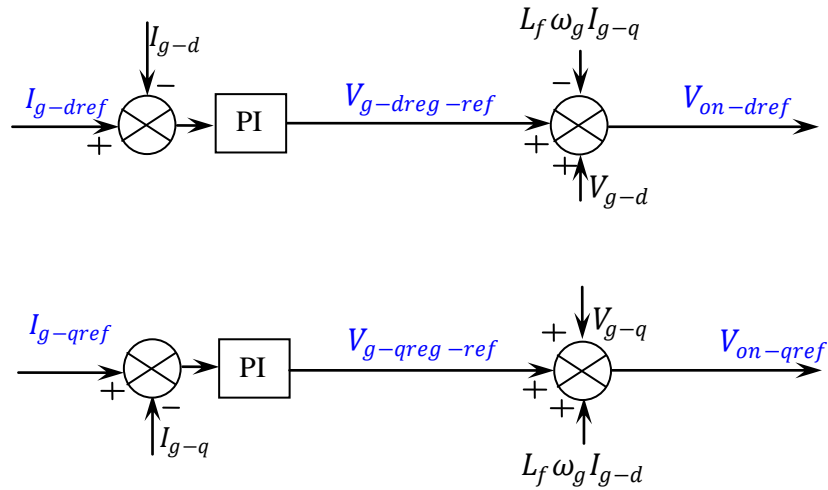 I_{g-d}
L_f ω_g I_{g-q}
−
−
I_{g-dref}
PI
V_{g-dreg-ref}
V_{on-dref}
+
+
+
V_{g-d}
I_{g-qref}
PI
V_{g-qreg-ref}
+
V_{g-q}
V_{on-qref}
+
−
+
+
I_{g-q}
L_f ω_g I_{g-d}